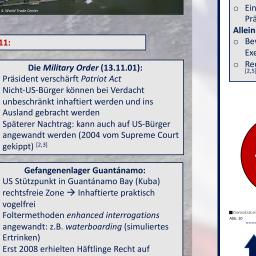 & World Trade Center
11:
Die Military Order (13.11.01):
Präsident verschärft Patriot Act
Nicht-US-Bürger können bei Verdacht
unbeschränkt inhaftiert werden und ins
Ausland gebracht werden
Späterer Nachtrag: kann auch auf US-Bürger
angewandt werden (2004 vom Supreme Court
gekippt) [2,3]
Gefangenenlager Guantánamo:
US Stützpunkt in Guantánamo Bay (Kuba)
rechtsfreie Zone → Inhaftierte praktisch
vogelfrei
Foltermethoden enhanced interrogations
angewandt: z.B. waterboarding (simuliertes
Ertrinken)
Erst 2008 erhielten Häftlinge Recht auf
o Ein
Prä
Allein
o Bev
Exe
o Re
[2,5]
Abb. 10